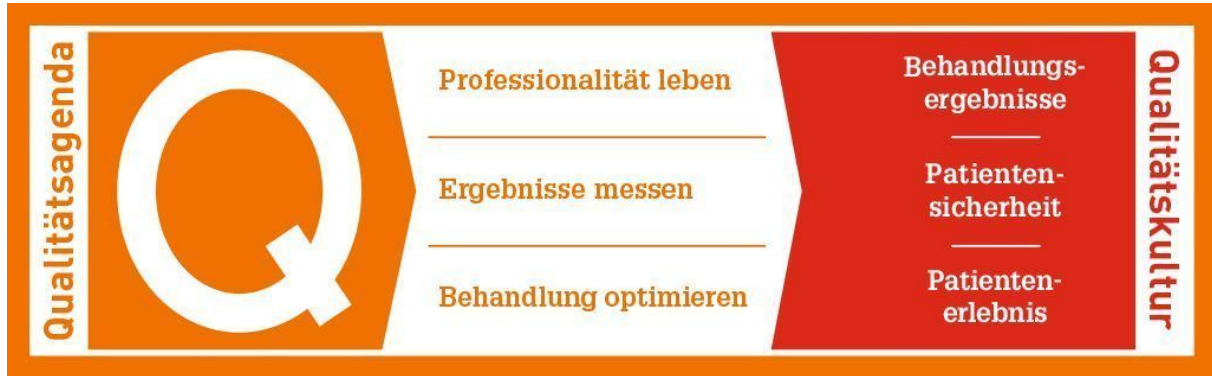 Qualitätsagenda
Q
Professionalität leben
Ergebnisse messen
Behandlung optimieren
Behandlungs-
ergebnisse
Patienten-
sicherheit
Patienten-
erlebnis
Qualitätskultur